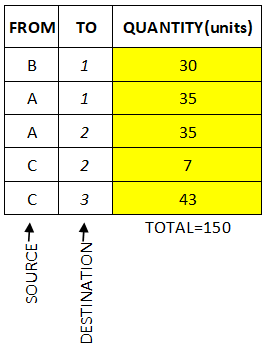 FROM TO QUANTITY(units)
B 1 30
A 1 35
A 2 35
C 2 7
C 3 43
TOTAL=150
SOURCE
DESTINATION